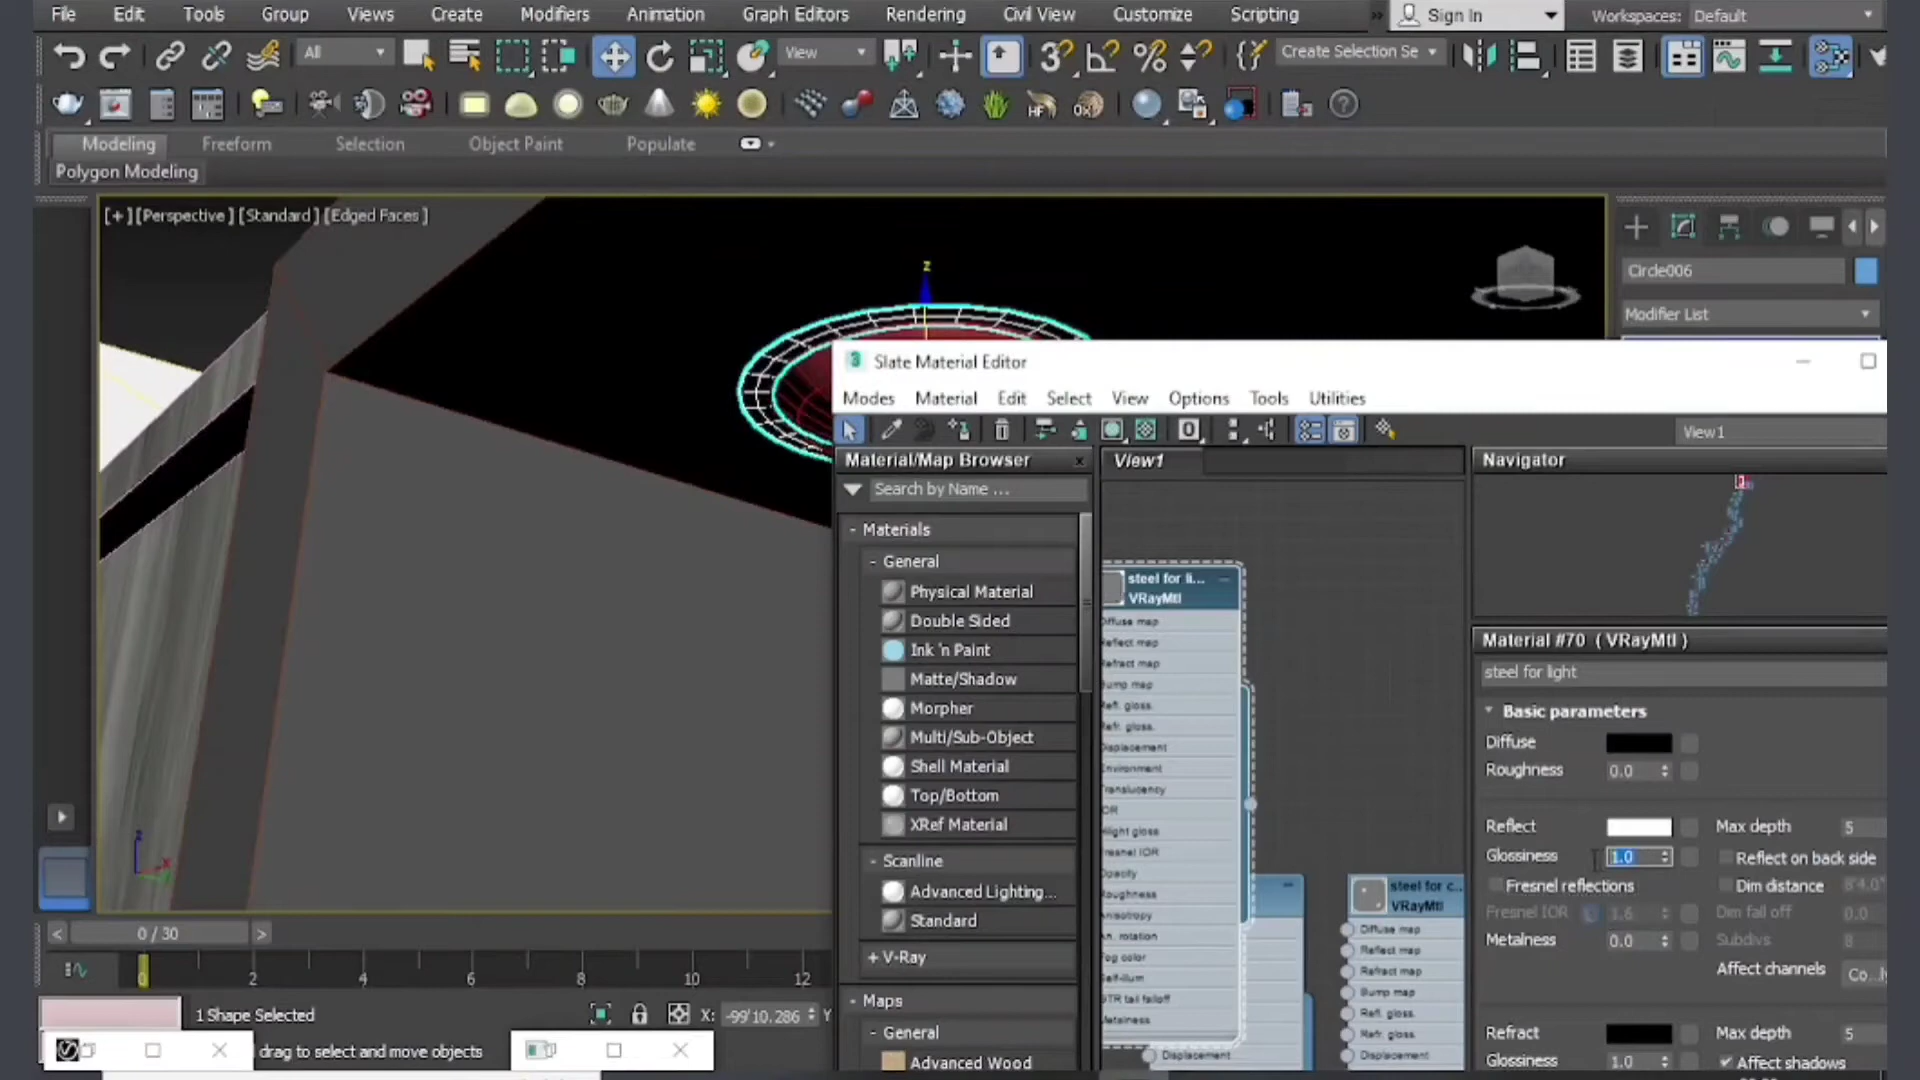 File Edit Tools Group Views Create Modifiers Animation Graph Editors Rendering Civil View Customize Scripting Sign In Workspaces: Default
All View Create Selection Se
Modeling Freeform Selection Object Paint Populate
Polygon Modeling
[+] [Perspective] [Standard] [Edged Faces]
Circle006
Modifier List
z
Slate Material Editor
Modes Material Edit Select View Options Tools Utilities
View1
Material/Map Browser
Search by Name ...
- Materials
- General
Physical Material
Double Sided
Ink 'n Paint
Matte/Shadow
Morpher
Multi/Sub-Object
Shell Material
Top/Bottom
XRef Material
- Scanline
Advanced Lighting...
Standard
+ V-Ray
- Maps
- General
Advanced Wood
View1
steel for li...
VRayMtl
Diffuse map
Reflect map
Refract map
Bump map
Refl. gloss.
Refr. gloss.
Displacement
Environment
Translucency
IOR
Hilight gloss
Fresnel IOR
Opacity
Roughness
Anisotropy
An. rotation
Fog color
Self-illum
GTR tail falloff
Metalness
Displacement
steel for c...
VRayMtl
Diffuse map
Reflect map
Refract map
Bump map
Refl. gloss.
Refr. gloss.
Displacement
Navigator
Material #70 ( VRayMtl )
steel for light
Basic parameters
Diffuse
Roughness 0.0
Reflect Max depth 5
Glossiness 1.0 Reflect on back side
Fresnel reflections Dim distance 8'4.0"
Fresnel IOR 1.6 Dim fall off 0.0
Metalness 0.0 Subdivs 8
Affect channels Co...ly
Refract Max depth 5
Glossiness 1.0 Affect shadows
z
x
< 0 / 30 >
0 2 4 6 8 10 12
1 Shape Selected X: -99'10.286 Y
drag to select and move objects